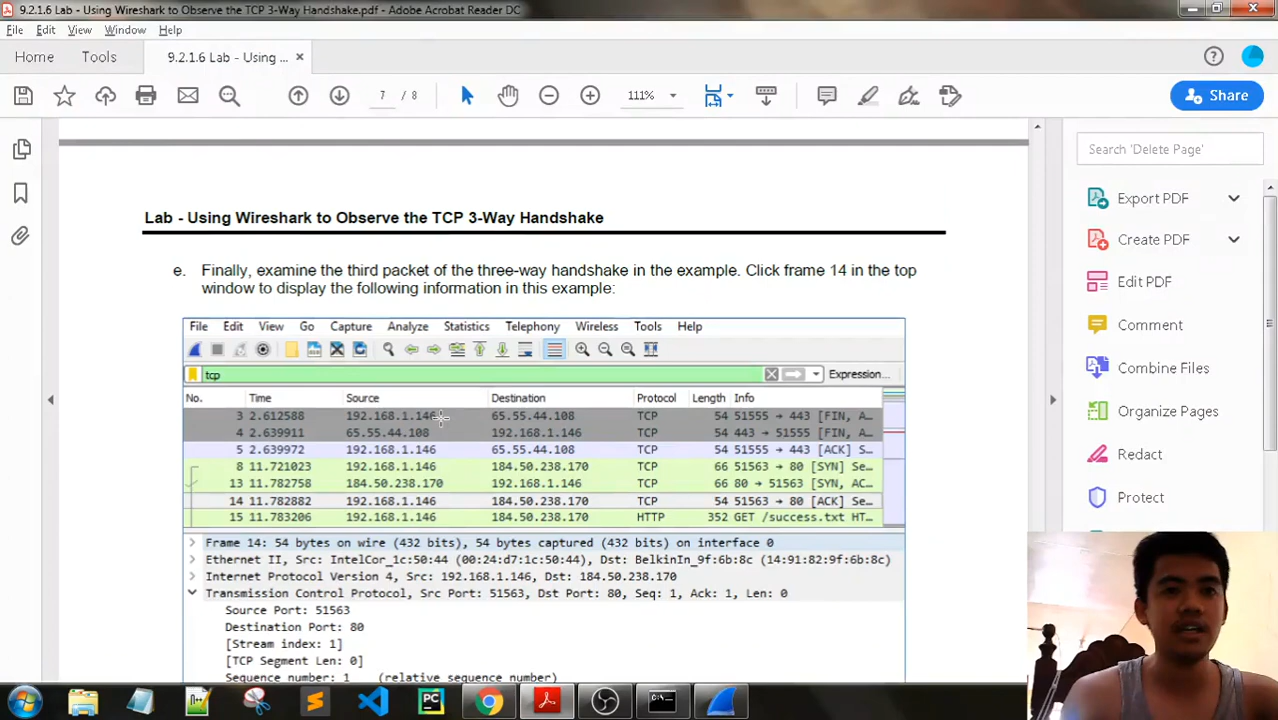 9.2.1.6 Lab - Using Wireshark to Observe the TCP 3-Way Handshake.pdf - Adobe Acrobat Reader DC
File Edit View Window Help
Home Tools 9.2.1.6 Lab - Using ... ×
7 / 8 111% Share
Search 'Delete Page'
Export PDF
Create PDF
Edit PDF
Comment
Combine Files
Organize Pages
Redact
Protect
Lab - Using Wireshark to Observe the TCP 3-Way Handshake
e. Finally, examine the third packet of the three-way handshake in the example. Click frame 14 in the top
window to display the following information in this example:
File Edit View Go Capture Analyze Statistics Telephony Wireless Tools Help
tcp Expression...
No. Time Source Destination Protocol Length Info
3 2.612588 192.168.1.146 65.55.44.108 TCP 54 51555 → 443 [FIN, A...
4 2.639911 65.55.44.108 192.168.1.146 TCP 54 443 → 51555 [FIN, A...
5 2.639972 192.168.1.146 65.55.44.108 TCP 54 51555 → 443 [ACK] S...
8 11.721023 192.168.1.146 184.50.238.170 TCP 66 51563 → 80 [SYN] Se...
13 11.782758 184.50.238.170 192.168.1.146 TCP 66 80 → 51563 [SYN, AC...
14 11.782882 192.168.1.146 184.50.238.170 TCP 54 51563 → 80 [ACK] Se...
15 11.783206 192.168.1.146 184.50.238.170 HTTP 352 GET /success.txt HT...
Frame 14: 54 bytes on wire (432 bits), 54 bytes captured (432 bits) on interface 0
Ethernet II, Src: IntelCor_1c:50:44 (00:24:d7:1c:50:44), Dst: BelkinIn_9f:6b:8c (14:91:82:9f:6b:8c)
Internet Protocol Version 4, Src: 192.168.1.146, Dst: 184.50.238.170
Transmission Control Protocol, Src Port: 51563, Dst Port: 80, Seq: 1, Ack: 1, Len: 0
Source Port: 51563
Destination Port: 80
[Stream index: 1]
[TCP Segment Len: 0]
Sequence number: 1 (relative sequence number)
PC